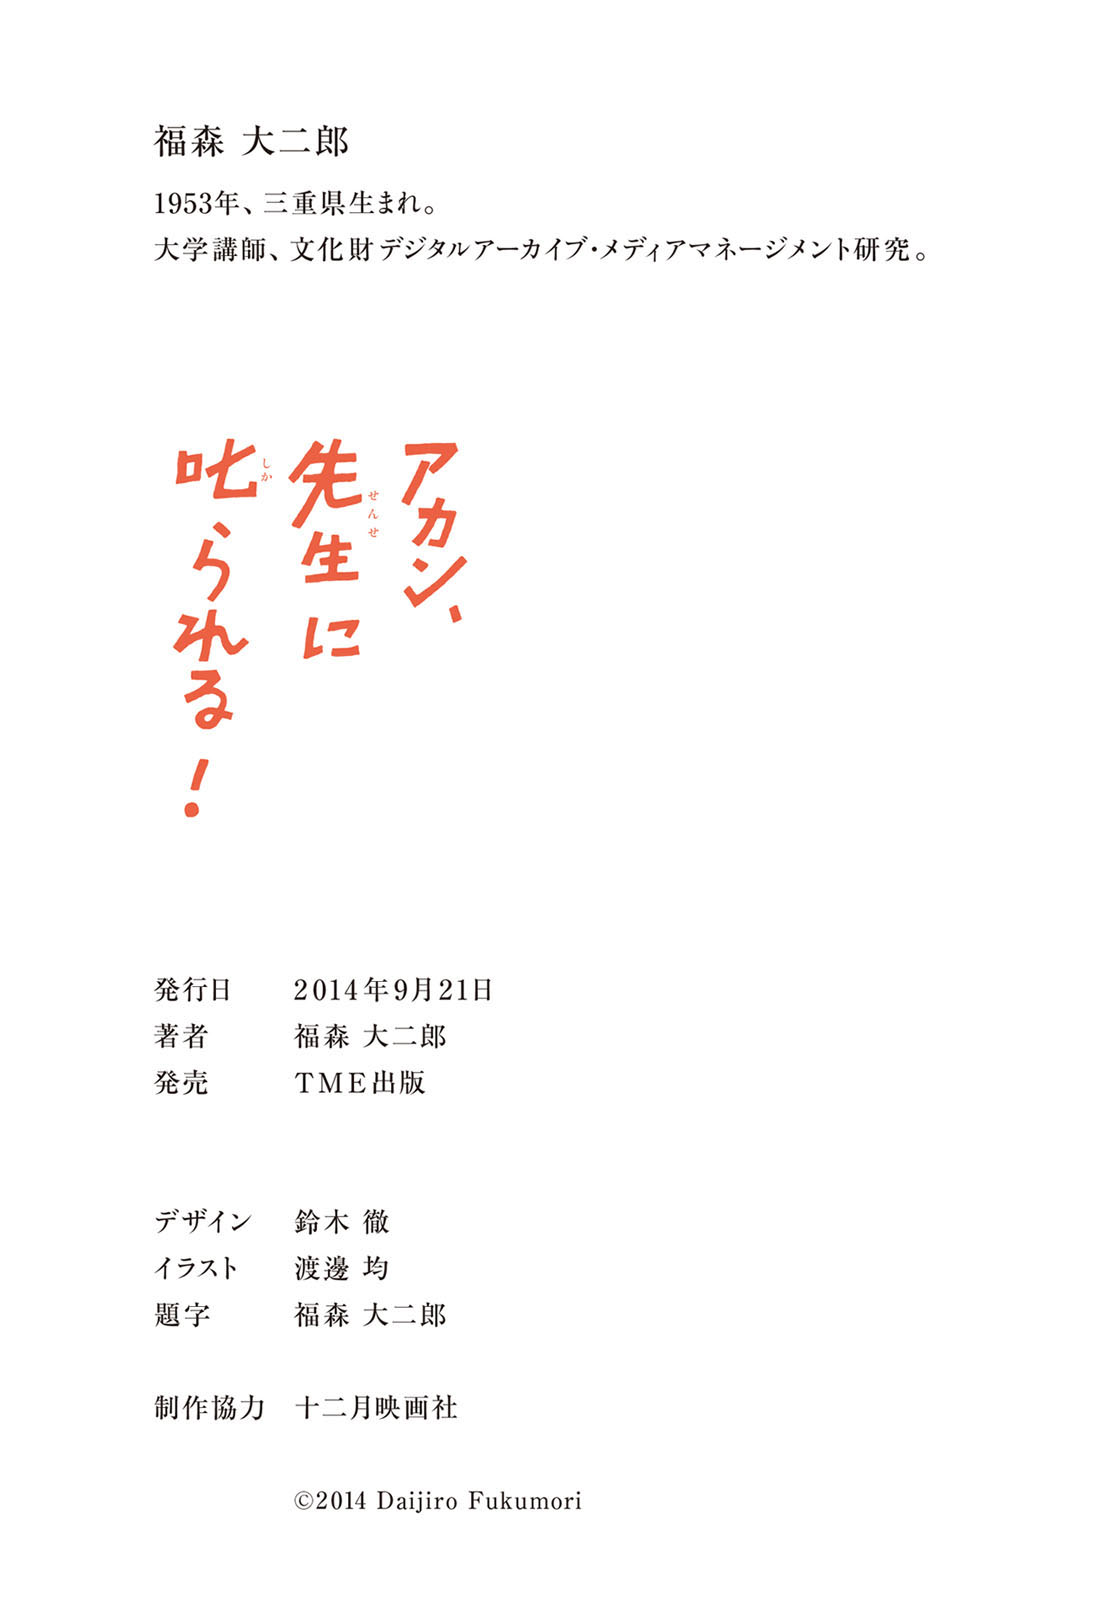 福森 大二郎
1953年、三重県生まれ。
大学講師、文化財デジタルアーカイブ・メディアマネージメント研究。
アカン、
先生に
せんせ
叱られる！
しか
発行日 2014年9月21日
著者 福森 大二郎
発売 TME出版
デザイン 鈴木 徹
イラスト 渡邊 均
題字 福森 大二郎
制作協力 十二月映画社
©2014 Daijiro Fukumori